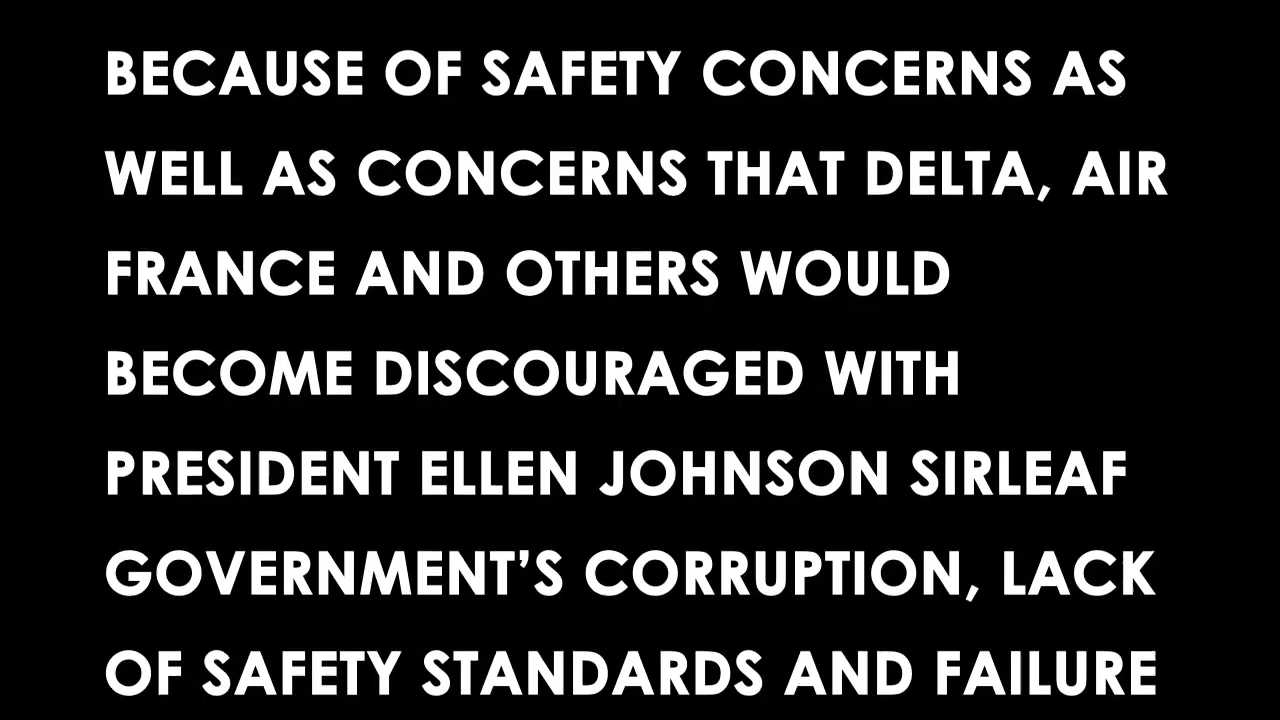 BECAUSE OF SAFETY CONCERNS AS
WELL AS CONCERNS THAT DELTA, AIR
FRANCE AND OTHERS WOULD
BECOME DISCOURAGED WITH
PRESIDENT ELLEN JOHNSON SIRLEAF
GOVERNMENT’S CORRUPTION, LACK
OF SAFETY STANDARDS AND FAILURE